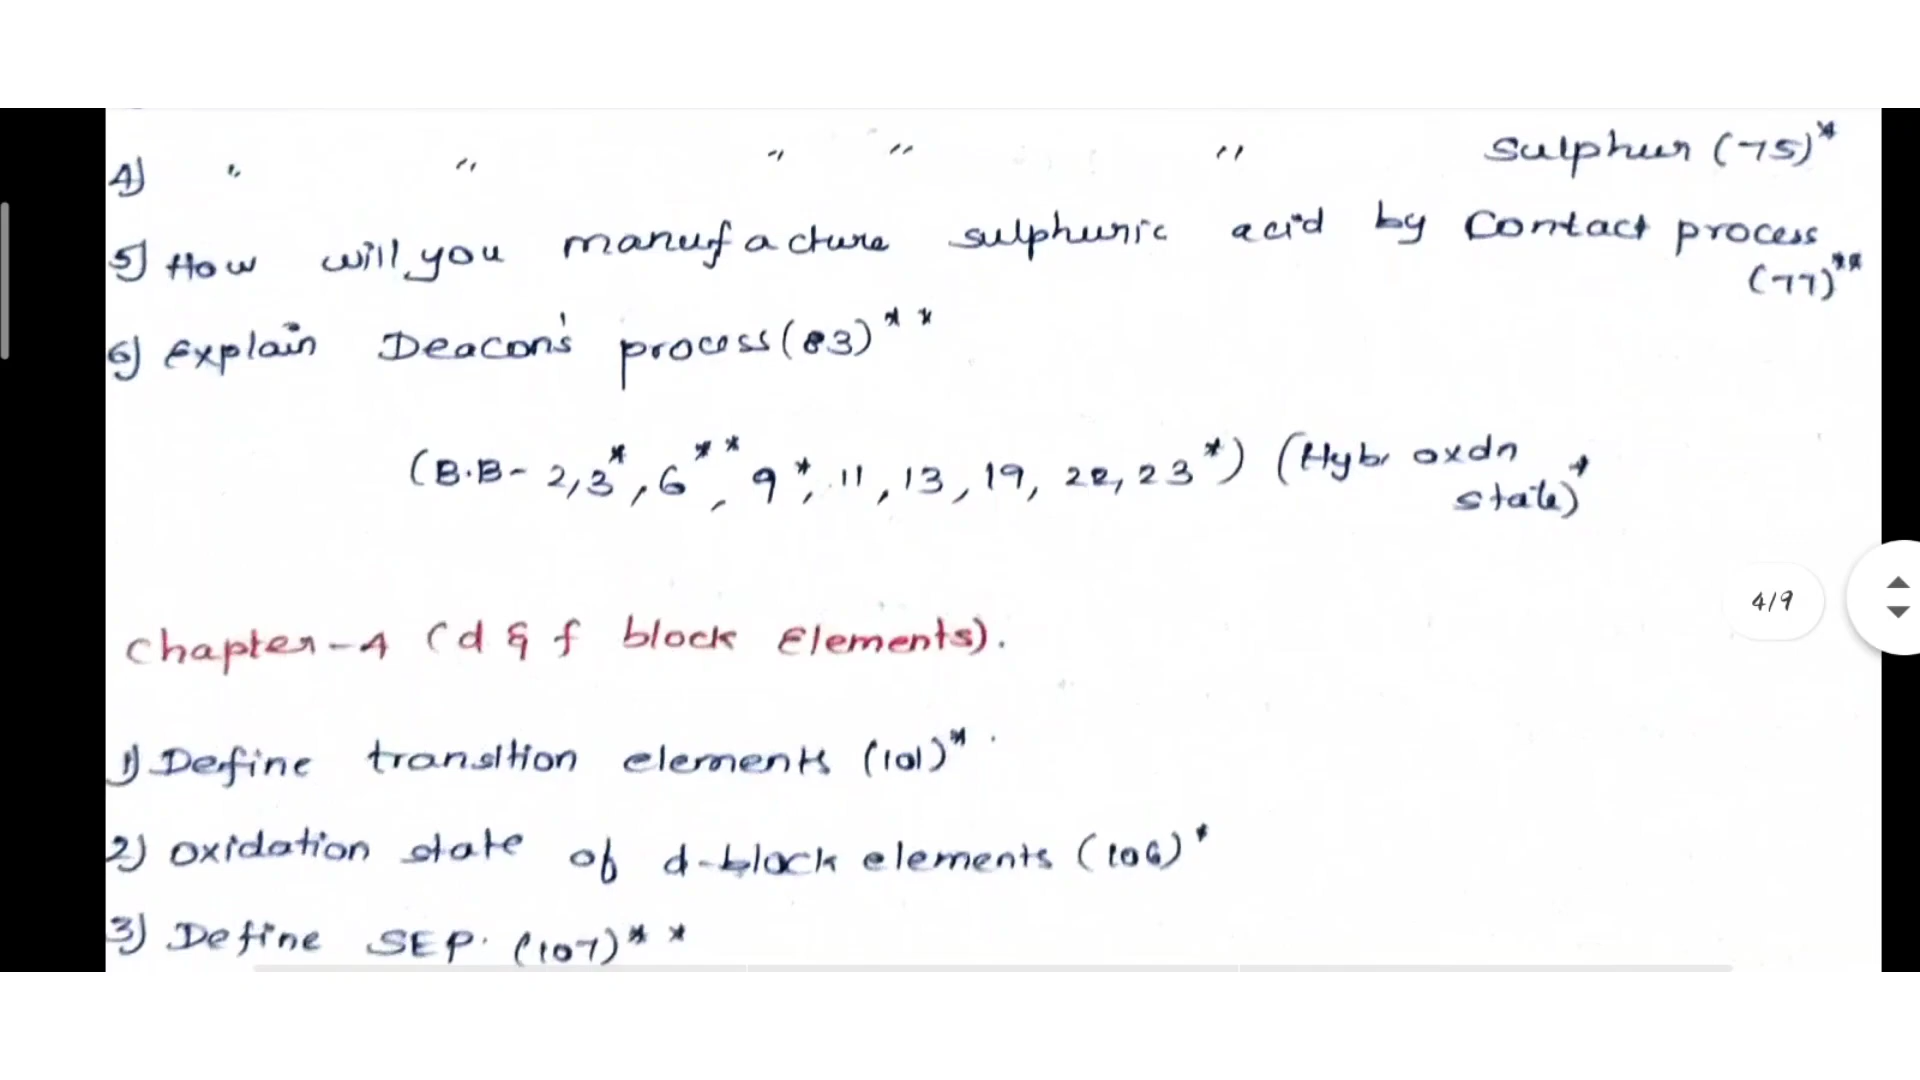 4) " " " " " Sulphur (75)*
5) How will you manufacture sulphuric acid by Contact process
(77)**
6) Explain Deacon's process (83)**
(B.B- 2,3*, 6**, 9*, 11, 13, 19, 22, 23*) (Hybr oxdn
state)*
4/9
Chapter-4 (d & f block Elements).
1) Define transition elements (101)*
2) oxidation state of d-block elements (106)*
3) Define SEP. (107)**